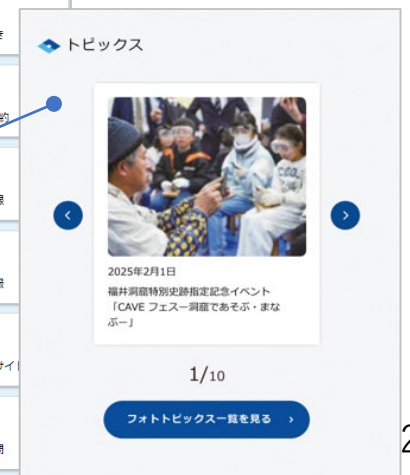 トピックス
2025年2月1日
福井洞窟特別史跡指定記念イベント
「CAVE フェスー洞窟であそぶ・まな
ぶー」
1/10
フォトトピックス一覧を見る